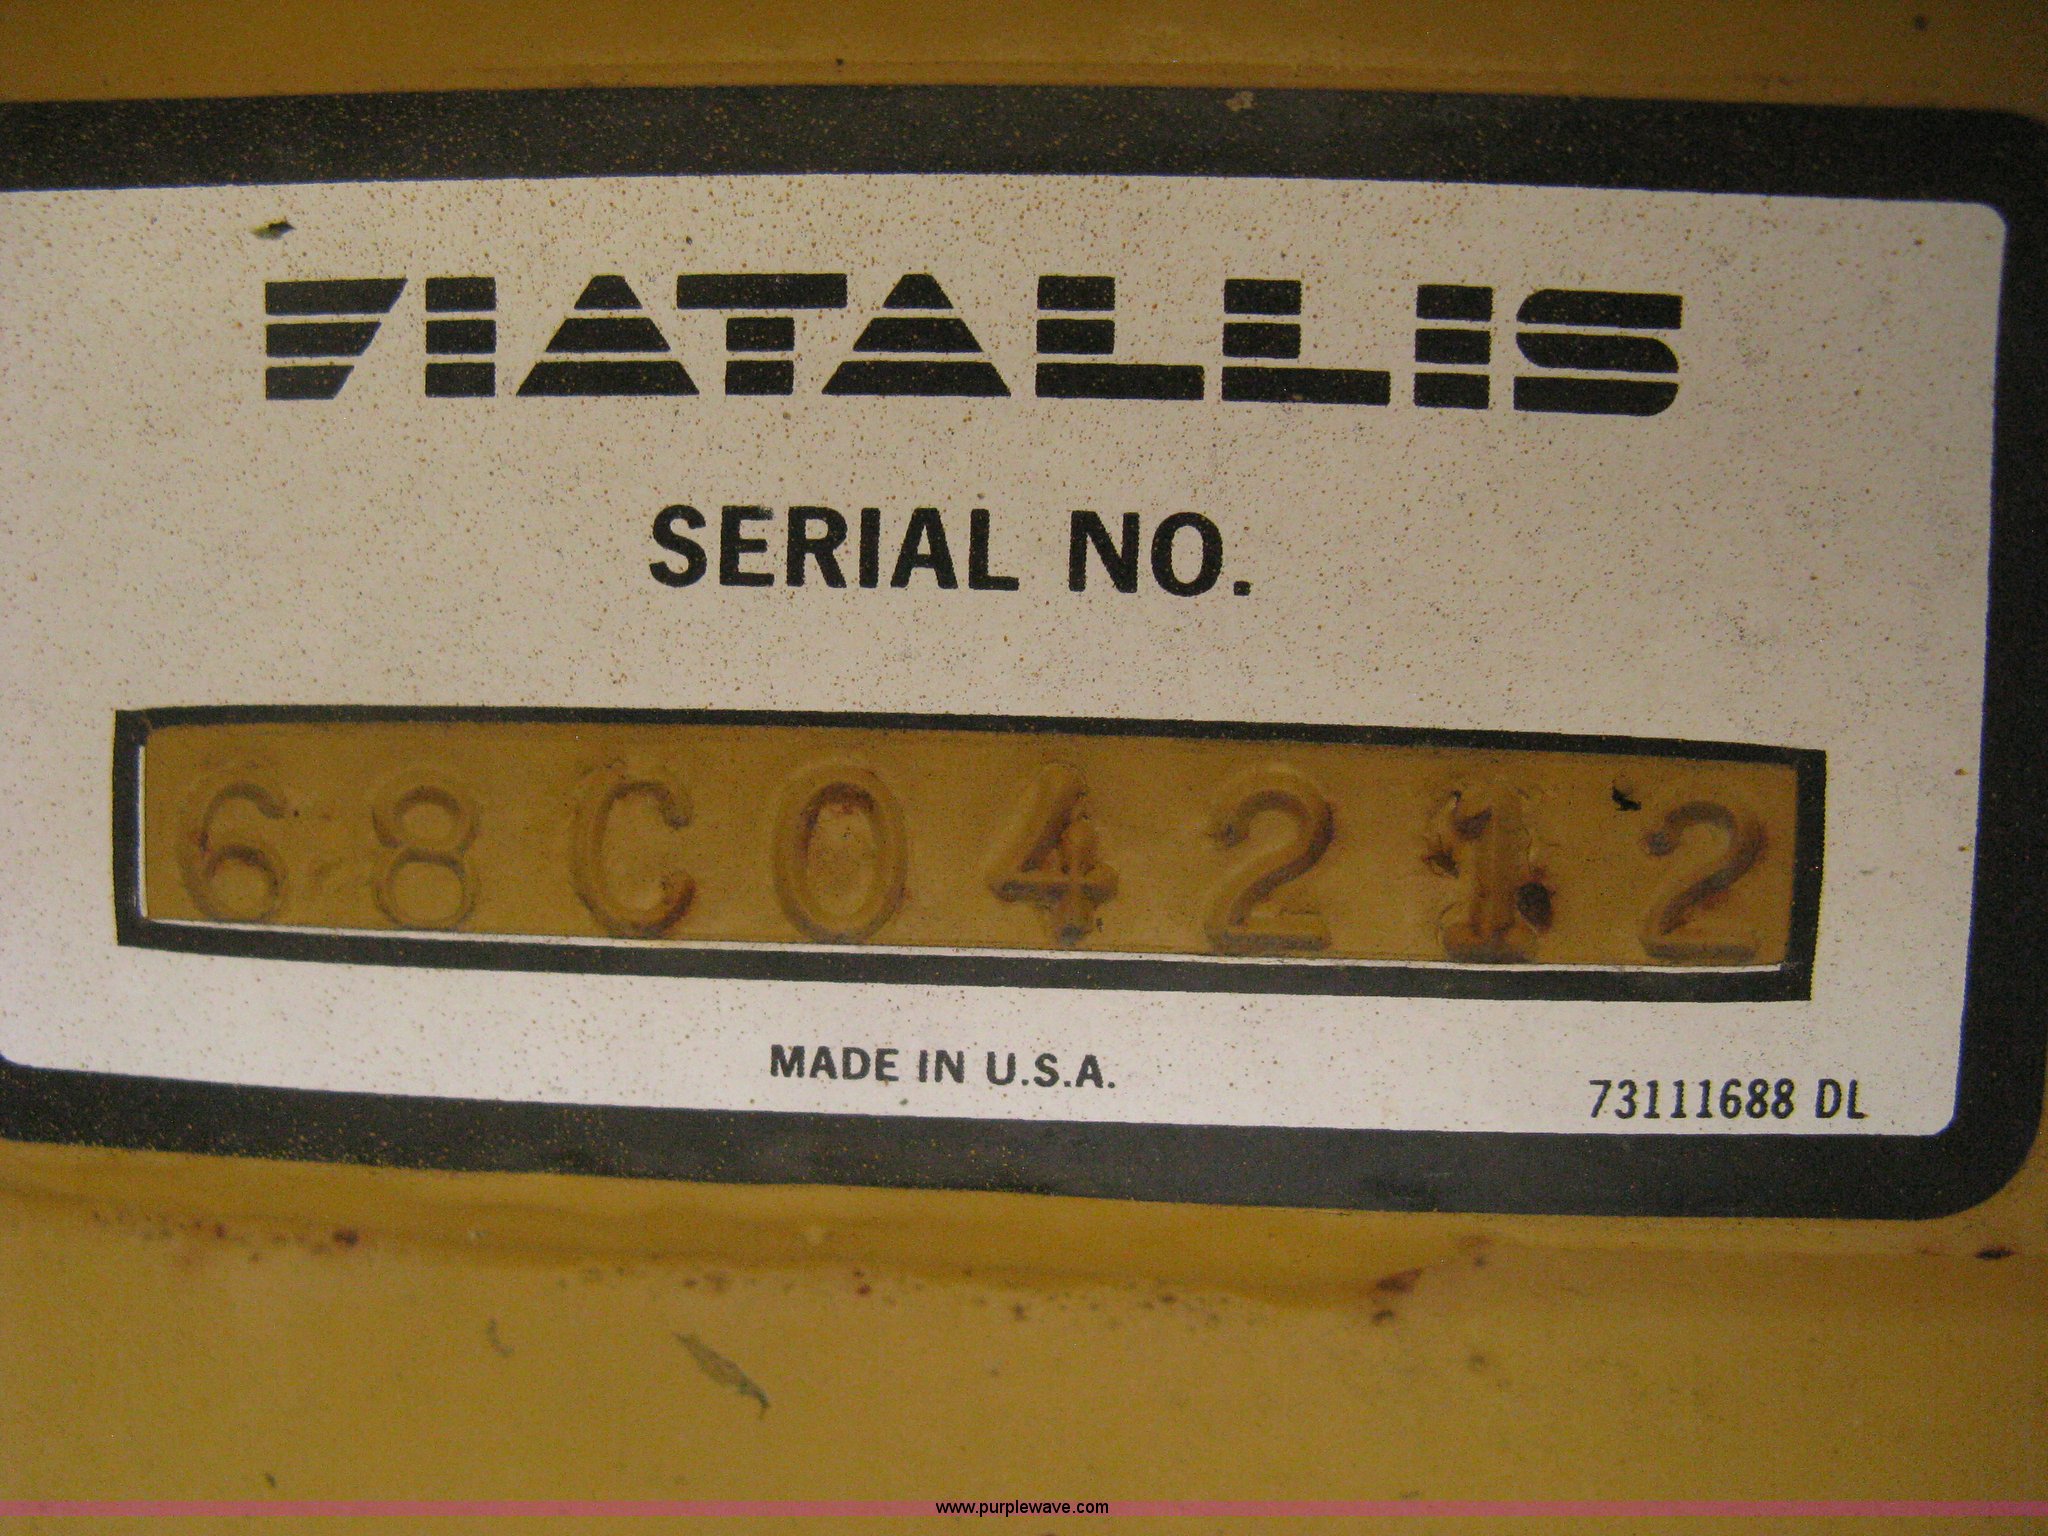 FIATALLIS
SERIAL NO.
68C04212
MADE IN U.S.A.
73111688 DL
www.purplewave.com